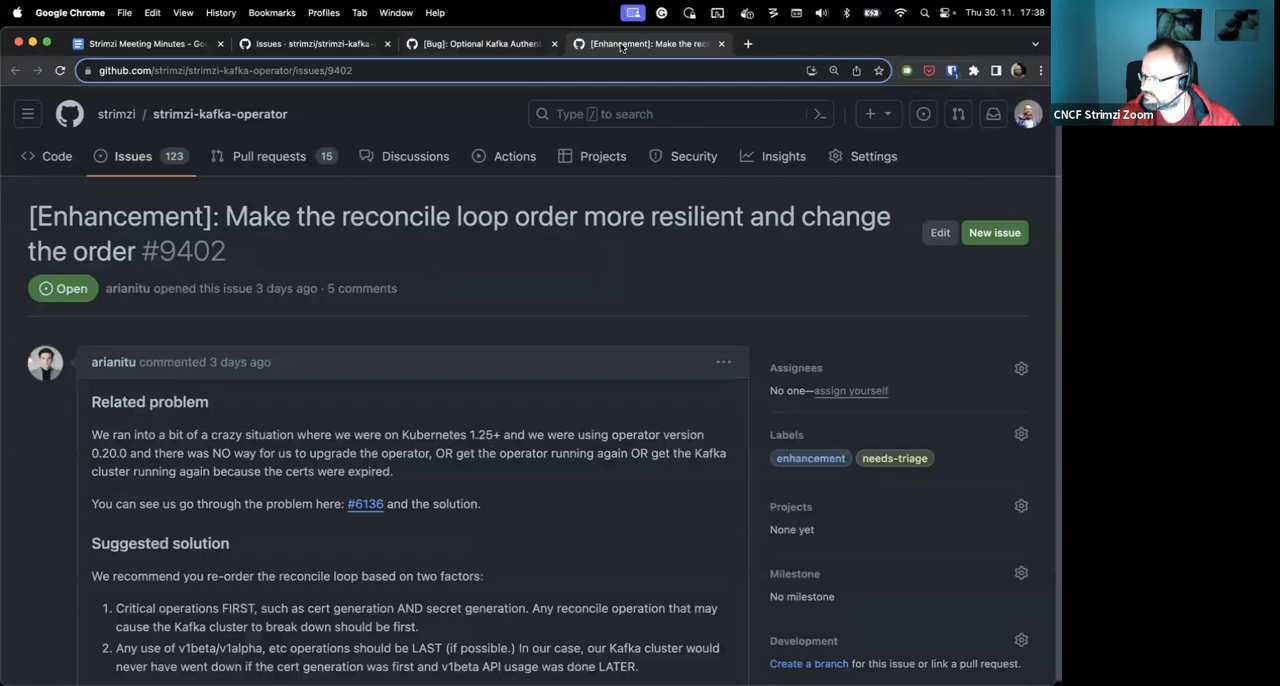 Google Chrome File Edit View History Bookmarks Profiles Tab Window Help Thu 30. 11. 17:38
Strimzi Meeting Minutes - Go Issues · strimzi/strimzi-kafka- [Bug]: Optional Kafka Authent [Enhancement]: Make the rec
github.com/strimzi/strimzi-kafka-operator/issues/9402
CNCF Strimzi Zoom
strimzi / strimzi-kafka-operator Type / to search
Code Issues 123 Pull requests 15 Discussions Actions Projects Security Insights Settings
[Enhancement]: Make the reconcile loop order more resilient and change
the order #9402
Edit New issue
Open arianitu opened this issue 3 days ago · 5 comments
arianitu commented 3 days ago
Related problem
We ran into a bit of a crazy situation where we were on Kubernetes 1.25+ and we were using operator version
0.20.0 and there was NO way for us to upgrade the operator, OR get the operator running again OR get the Kafka
cluster running again because the certs were expired.
You can see us go through the problem here: #6136 and the solution.
Suggested solution
We recommend you re-order the reconcile loop based on two factors:
1. Critical operations FIRST, such as cert generation AND secret generation. Any reconcile operation that may
cause the Kafka cluster to break down should be first.
2. Any use of v1beta/v1alpha, etc operations should be LAST (if possible.) In our case, our Kafka cluster would
never have went down if the cert generation was first and v1beta API usage was done LATER.
Assignees
No one—assign yourself
Labels
enhancement needs-triage
Projects
None yet
Milestone
No milestone
Development
Create a branch for this issue or link a pull request.